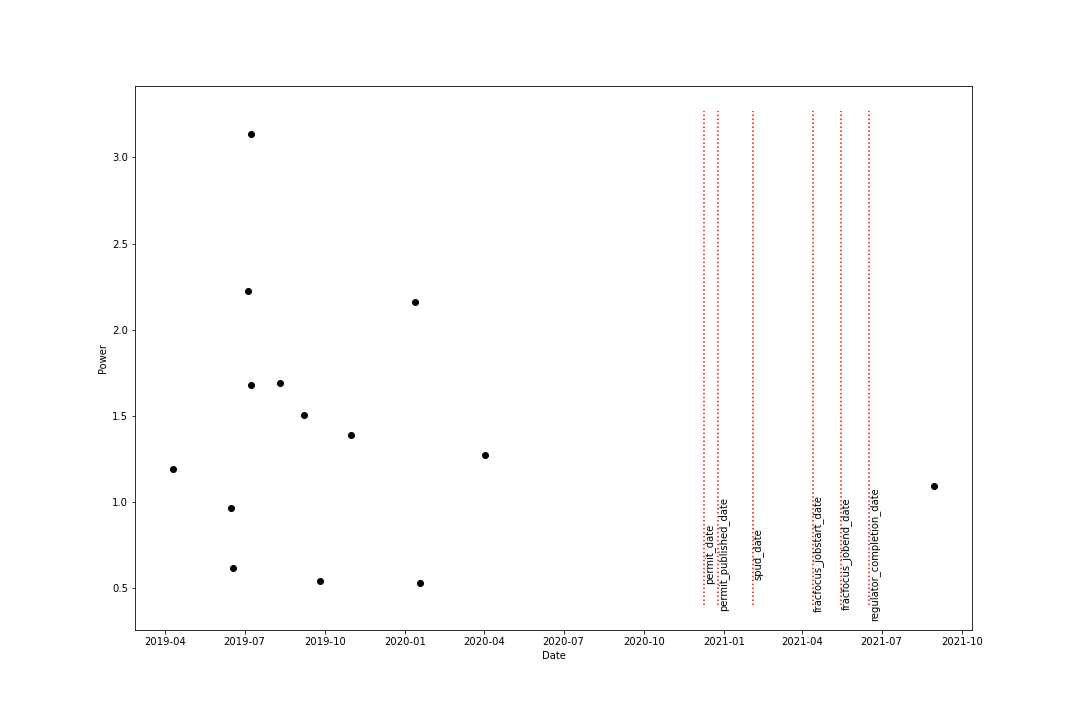 3.0
2.5
2.0
1.5
1.0
0.5
Power
permit_date
permit_published_date
spud_date
fracfocus_jobstart_date
fracfocus_jobend_date
regulator_completion_date
2019-04 2019-07 2019-10 2020-01 2020-04 2020-07 2020-10 2021-01 2021-04 2021-07 2021-10
Date